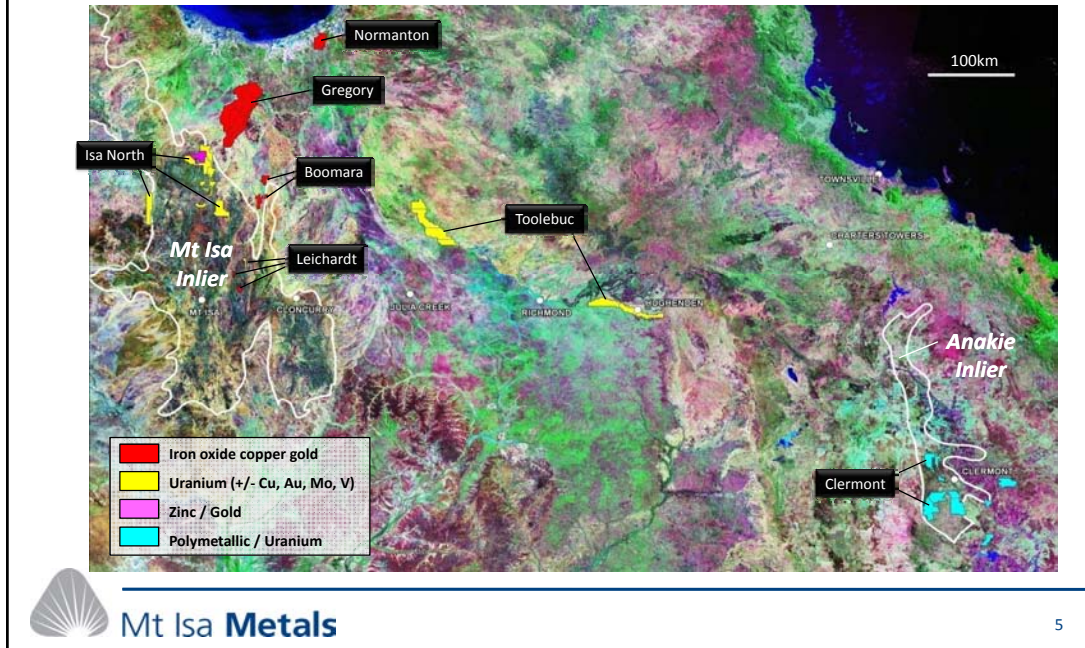 Normanton
100km
Gregory
Isa North
Boomara
TOWNSVILLE
Toolebuc
CHARTERS TOWERS
Mt Isa
Inlier
Leichardt
MT ISA
CLONCURRY
JULIA CREEK
RICHMOND
HUGHENDEN
Anakie
Inlier
Iron oxide copper gold
Uranium (+/- Cu, Au, Mo, V)
Zinc / Gold
Polymetallic / Uranium
CLERMONT
Clermont
Mt Isa Metals
5